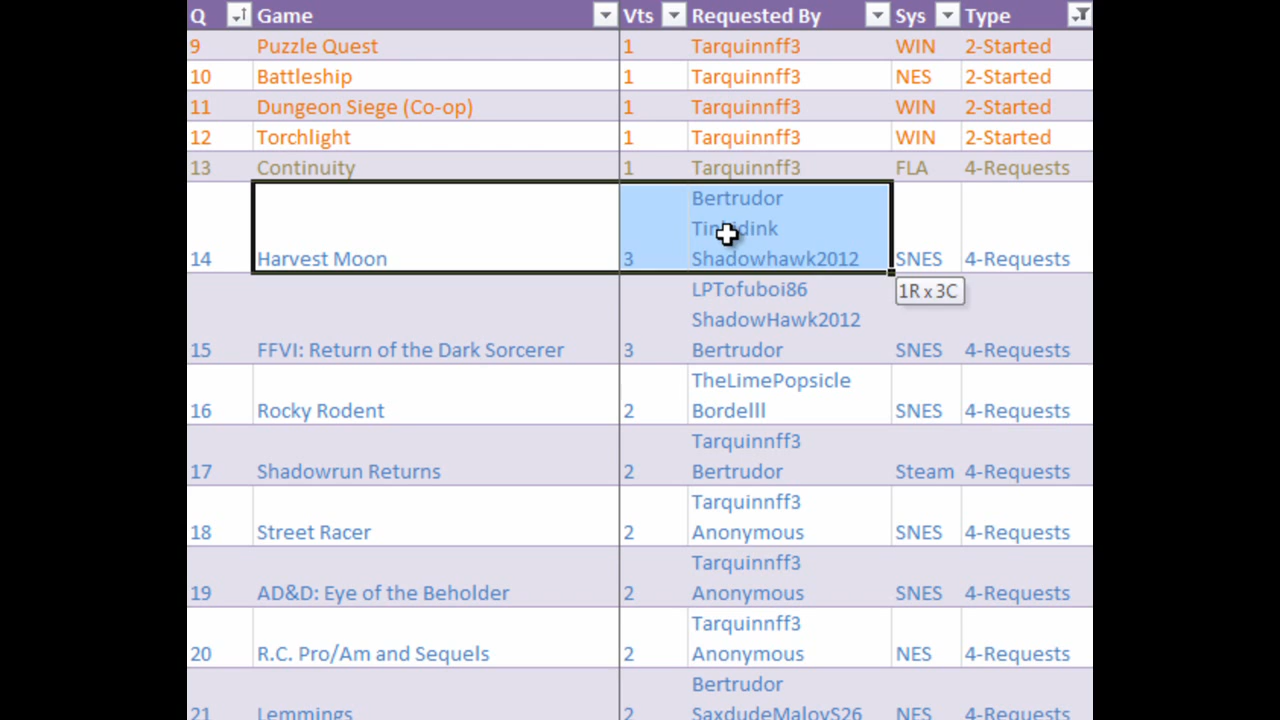 Q Game Vts Requested By Sys Type
9 Puzzle Quest 1 Tarquinnff3 WIN 2-Started
10 Battleship 1 Tarquinnff3 NES 2-Started
11 Dungeon Siege (Co-op) 1 Tarquinnff3 WIN 2-Started
12 Torchlight 1 Tarquinnff3 WIN 2-Started
13 Continuity 1 Tarquinnff3 FLA 4-Requests
Bertrudor
14 Harvest Moon 3 Shadowhawk2012 SNES 4-Requests
1R x 3C
LPTofuboi86
ShadowHawk2012
15 FFVI: Return of the Dark Sorcerer 3 Bertrudor SNES 4-Requests
TheLimePopsicle
16 Rocky Rodent 2 Bordelll SNES 4-Requests
Tarquinnff3
17 Shadowrun Returns 2 Bertrudor Steam 4-Requests
Tarquinnff3
18 Street Racer 2 Anonymous SNES 4-Requests
Tarquinnff3
19 AD&D: Eye of the Beholder 2 Anonymous SNES 4-Requests
Tarquinnff3
20 R.C. Pro/Am and Sequels 2 Anonymous NES 4-Requests
Bertrudor
21 Lemmings 2 SaxdudeMaloyS26 NES 4-Requests